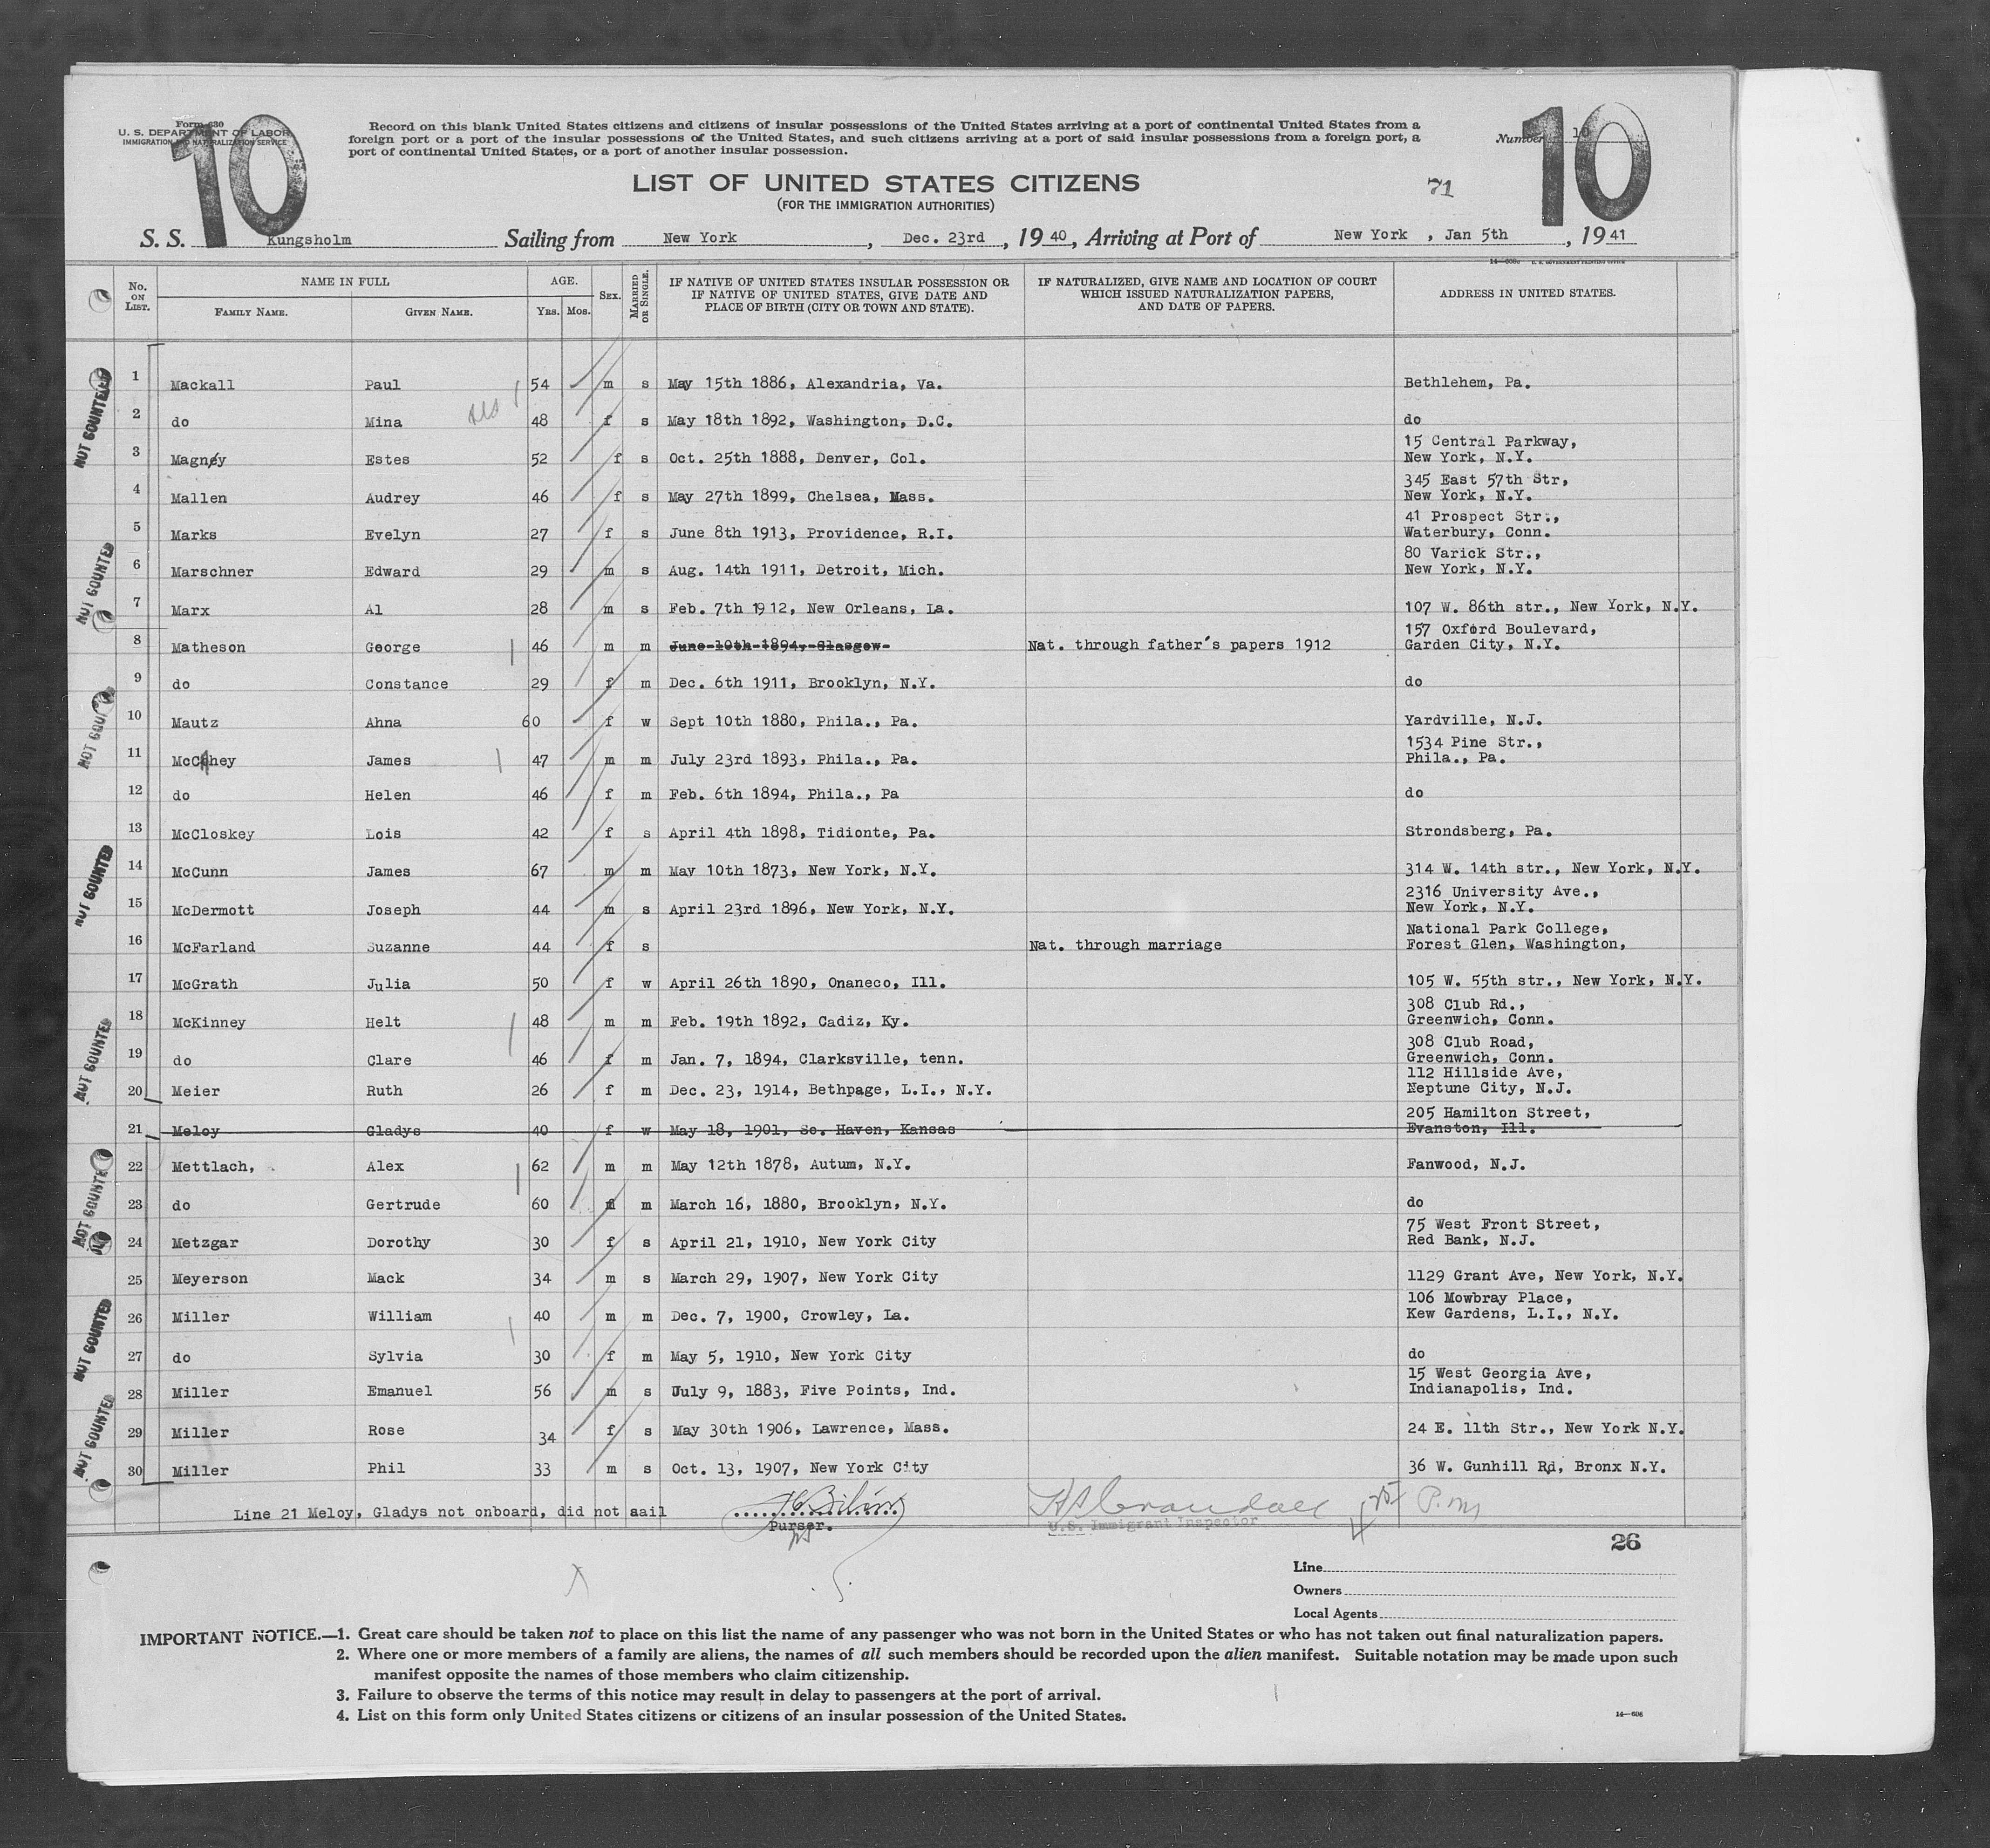 10
10
Form 630
U. S. DEPARTMENT OF LABOR
IMMIGRATION AND NATURALIZATION SERVICE
Record on this blank United States citizens and citizens of insular possessions of the United States arriving at a port of continental United States from a
foreign port or a port of the insular possessions of the United States, and such citizens arriving at a port of said insular possessions from a foreign port, a
port of continental United States, or a port of another insular possession.
Number 10
LIST OF UNITED STATES CITIZENS
71
(FOR THE IMMIGRATION AUTHORITIES)
S. S. Kungsholm Sailing from New York, Dec. 23rd, 19 40, Arriving at Port of New York, Jan 5th, 19 41
No. ON LIST. NAME IN FULL FAMILY NAME. GIVEN NAME. AGE. YRS. MOS. SEX. MARRIED OR SINGLE. IF NATIVE OF UNITED STATES INSULAR POSSESSION OR IF NATIVE OF UNITED STATES, GIVE DATE AND PLACE OF BIRTH (CITY OR TOWN AND STATE). IF NATURALIZED, GIVE NAME AND LOCATION OF COURT WHICH ISSUED NATURALIZATION PAPERS, AND DATE OF PAPERS. ADDRESS IN UNITED STATES.
1 Mackall Paul 54 m s May 15th 1886, Alexandria, Va. Bethlehem, Pa.
2 do Mina 48 f s May 18th 1892, Washington, D.C. do
3 Magney Estes 52 f s Oct. 25th 1888, Denver, Col. 15 Central Parkway, New York, N.Y.
4 Mallen Audrey 46 f s May 27th 1899, Chelsea, Mass. 345 East 57th Str, New York, N.Y.
5 Marks Evelyn 27 f s June 8th 1913, Providence, R.I. 41 Prospect Str., Waterbury, Conn.
6 Marschner Edward 29 m s Aug. 14th 1911, Detroit, Mich. 80 Varick Str., New York, N.Y.
7 Marx Al 28 m s Feb. 7th 1912, New Orleans, La. 107 W. 86th str., New York, N.Y.
8 Matheson George 46 m m June 10th 1894, Glasgow Nat. through father's papers 1912 157 Oxford Boulevard, Garden City, N.Y.
9 do Constance 29 f m Dec. 6th 1911, Brooklyn, N.Y. do
10 Mautz Ahna 60 f w Sept 10th 1880, Phila., Pa. Yardville, N.J.
11 McCahey James 47 m m July 23rd 1893, Phila., Pa. 1534 Pine Str., Phila., Pa.
12 do Helen 46 f m Feb. 6th 1894, Phila., Pa do
13 McCloskey Lois 42 f s April 4th 1898, Tidionte, Pa. Strondsberg, Pa.
14 McCunn James 67 m m May 10th 1873, New York, N.Y. 314 W. 14th str., New York, N.Y.
15 McDermott Joseph 44 m s April 23rd 1896, New York, N.Y. 2316 University Ave., New York, N.Y.
16 McFarland Suzanne 44 f s Nat. through marriage National Park College, Forest Glen, Washington,
17 McGrath Julia 50 f w April 26th 1890, Onaneco, Ill. 105 W. 55th str., New York, N.Y.
18 McKinney Helt 48 m m Feb. 19th 1892, Cadiz, Ky. 308 Club Rd., Greenwich, Conn.
19 do Clare 46 f m Jan. 7, 1894, Clarksville, tenn. 308 Club Road, Greenwich, Conn.
20 Meier Ruth 26 f m Dec. 23, 1914, Bethpage, L.I., N.Y. 112 Hillside Ave, Neptune City, N.J.
21 Meloy Gladys 40 f w May 18, 1901, So. Haven, Kansas 205 Hamilton Street, Evanston, Ill.
22 Mettlach, Alex 62 m m May 12th 1878, Autum, N.Y. Fanwood, N.J.
23 do Gertrude 60 f m March 16, 1880, Brooklyn, N.Y. do
24 Metzgar Dorothy 30 f s April 21, 1910, New York City 75 West Front Street, Red Bank, N.J.
25 Meyerson Mack 34 m s March 29, 1907, New York City 1129 Grant Ave, New York, N.Y.
26 Miller William 40 m m Dec. 7, 1900, Crowley, La. 106 Mowbray Place, Kew Gardens, L.I., N.Y.
27 do Sylvia 30 f m May 5, 1910, New York City do
28 Miller Emanuel 56 m s July 9, 1883, Five Points, Ind. 15 West Georgia Ave, Indianapolis, Ind.
29 Miller Rose 34 f s May 30th 1906, Lawrence, Mass. 24 E. 11th Str., New York N.Y.
30 Miller Phil 33 m s Oct. 13, 1907, New York City 36 W. Gunhill Rd, Bronx N.Y.
NOT COUNTED
NOT COUNTED
NOT COUNTED
NOT COUNTED
NOT COUNTED
NOT COUNTED
NOT COUNTED
Line 21 Meloy, Gladys not onboard, did not sail
Purser.
U.S. Immigrant Inspector
P.M
26
Line
Owners
Local Agents
IMPORTANT NOTICE.—1. Great care should be taken not to place on this list the name of any passenger who was not born in the United States or who has not taken out final naturalization papers.
2. Where one or more members of a family are aliens, the names of all such members should be recorded upon the alien manifest. Suitable notation may be made upon such
manifest opposite the names of those members who claim citizenship.
3. Failure to observe the terms of this notice may result in delay to passengers at the port of arrival.
4. List on this form only United States citizens or citizens of an insular possession of the United States.